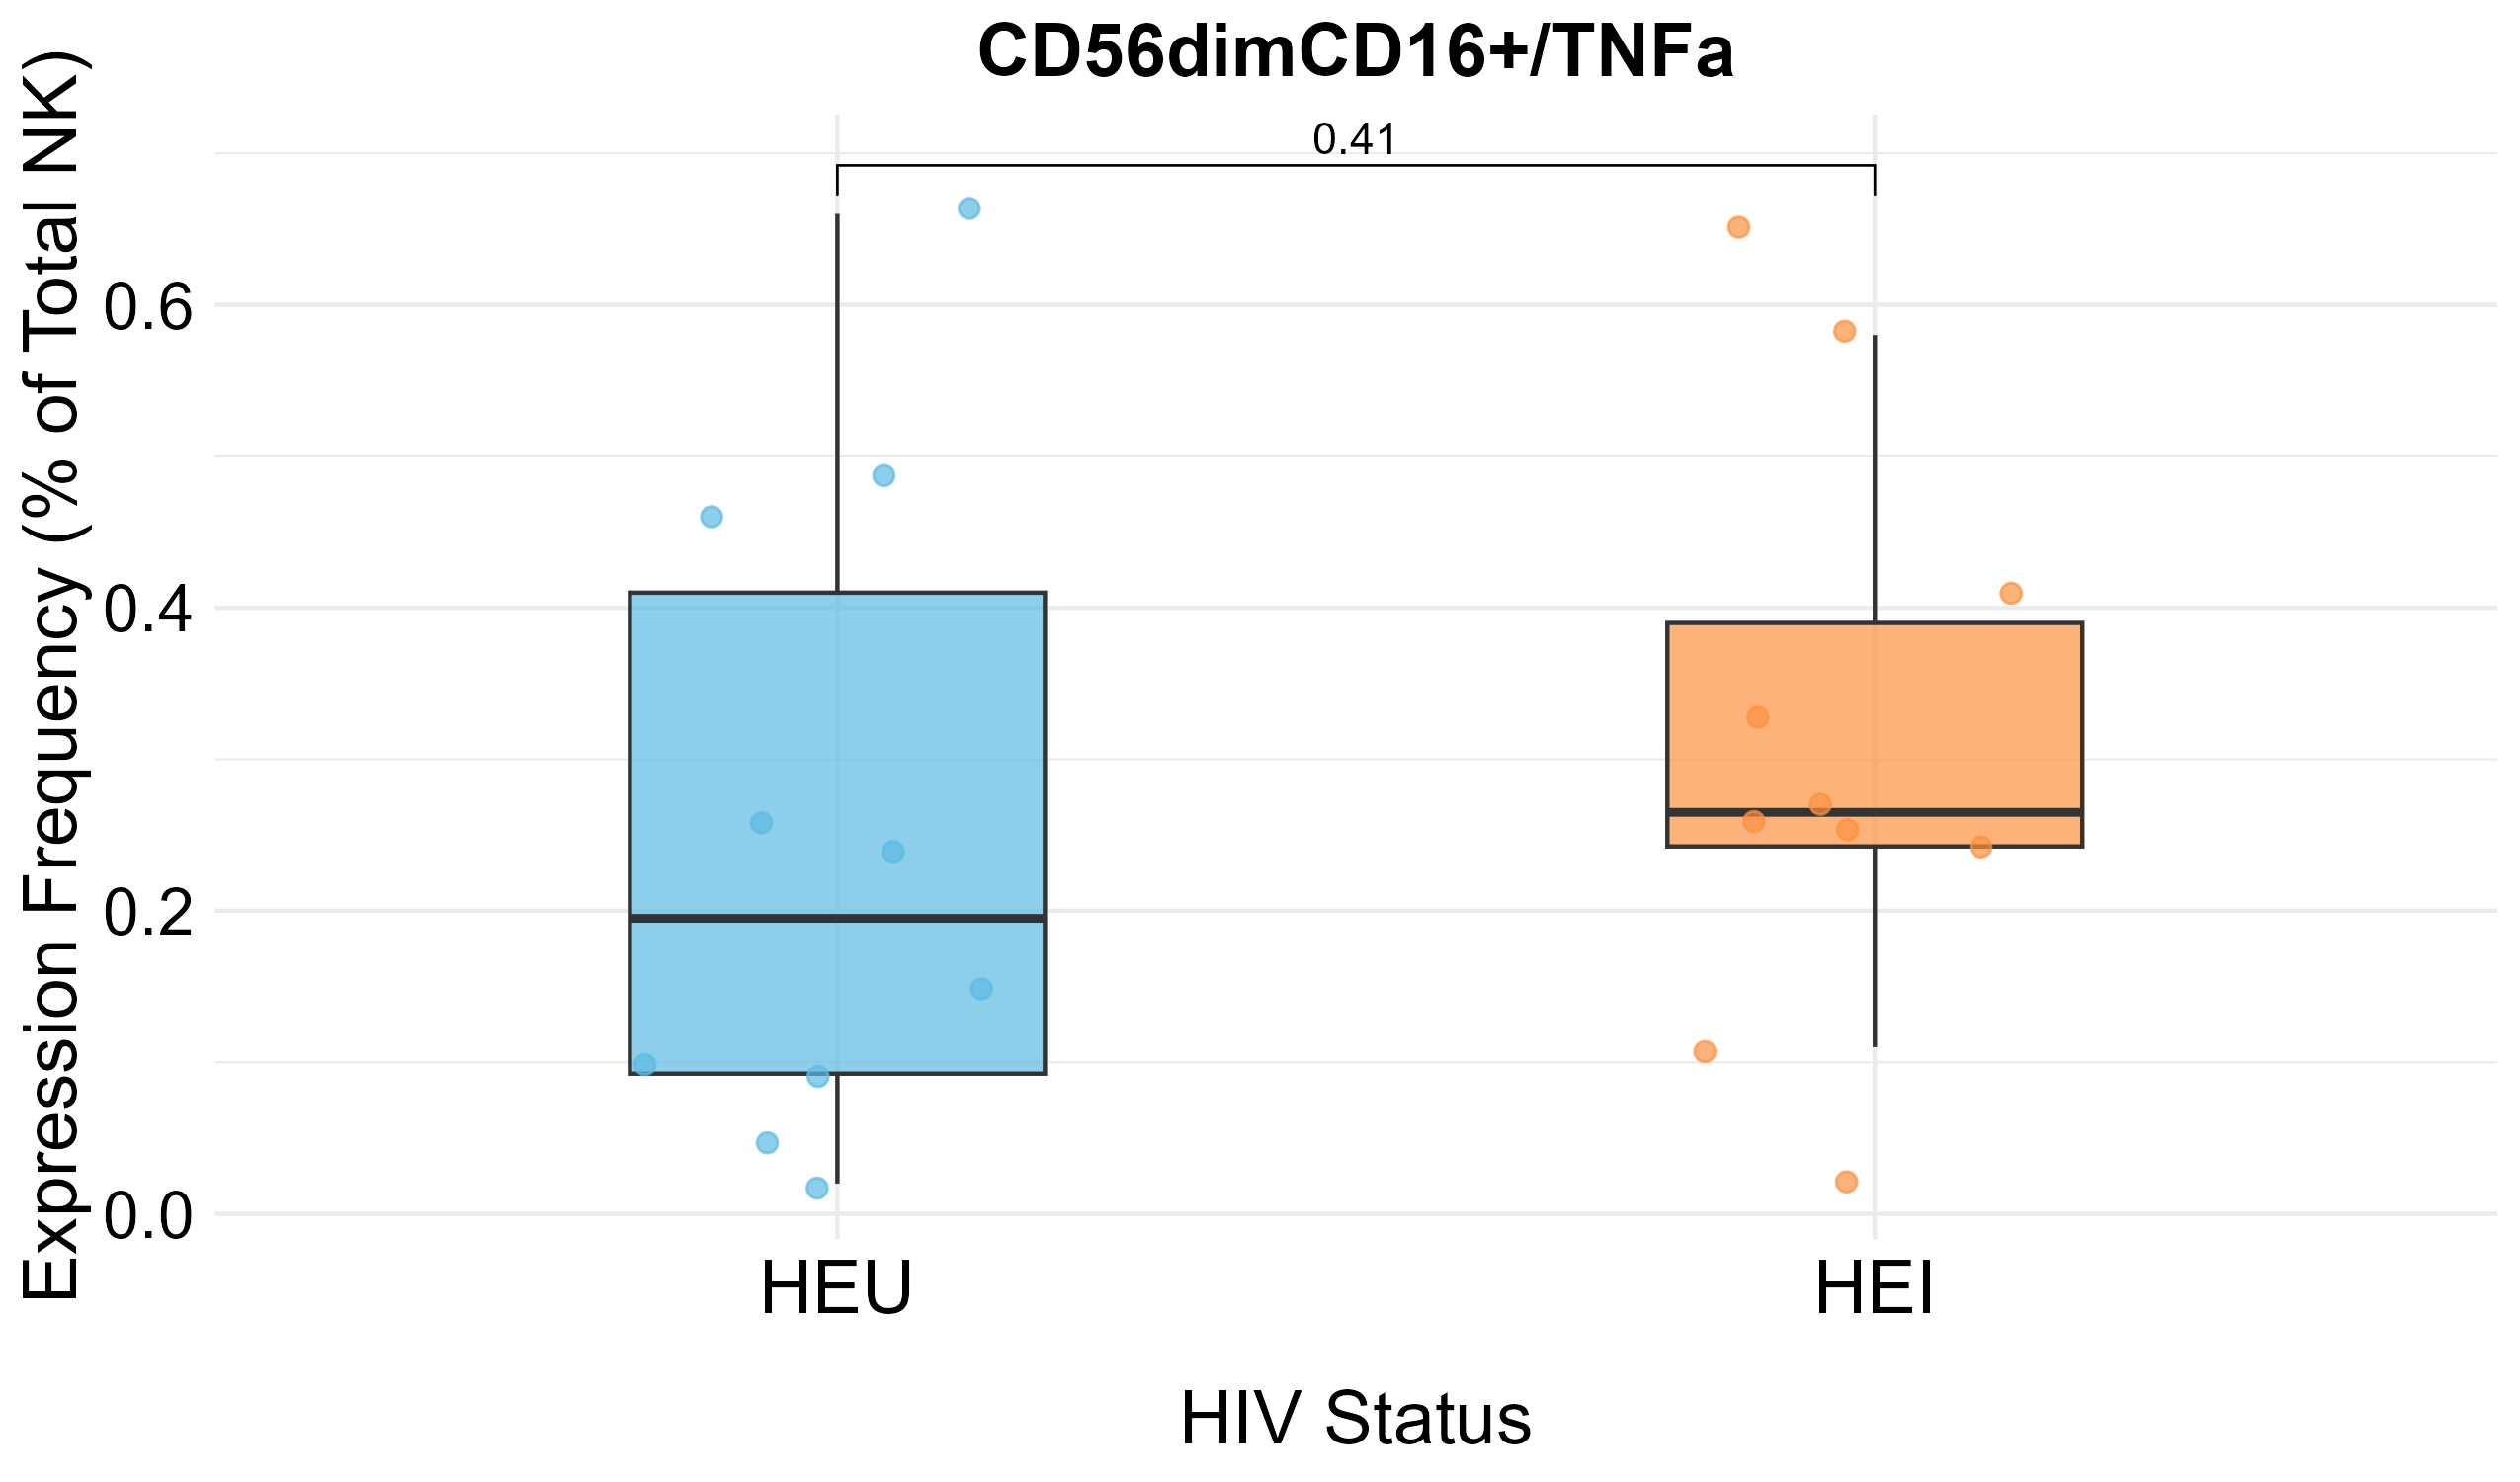 CD56dimCD16+/TNFa
0.41
Expression Frequency (% of Total NK)
0.6
0.4
0.2
0.0
HEU
HEI
HIV Status